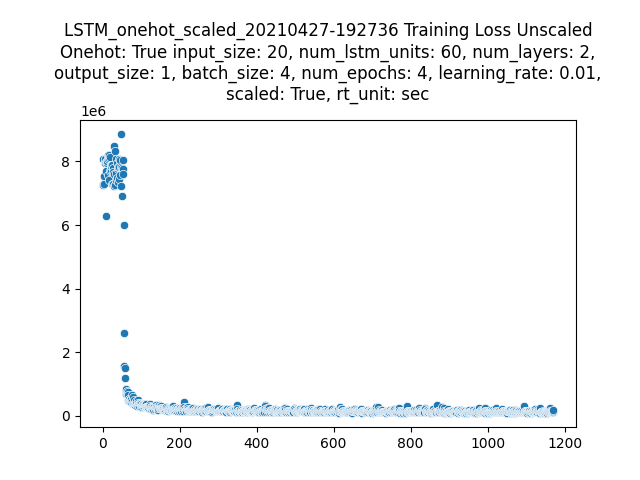 LSTM_onehot_scaled_20210427-192736 Training Loss Unscaled
Onehot: True input_size: 20, num_lstm_units: 60, num_layers: 2,
output_size: 1, batch_size: 4, num_epochs: 4, learning_rate: 0.01,
scaled: True, rt_unit: sec
1e6
8
6
4
2
0
0 200 400 600 800 1000 1200